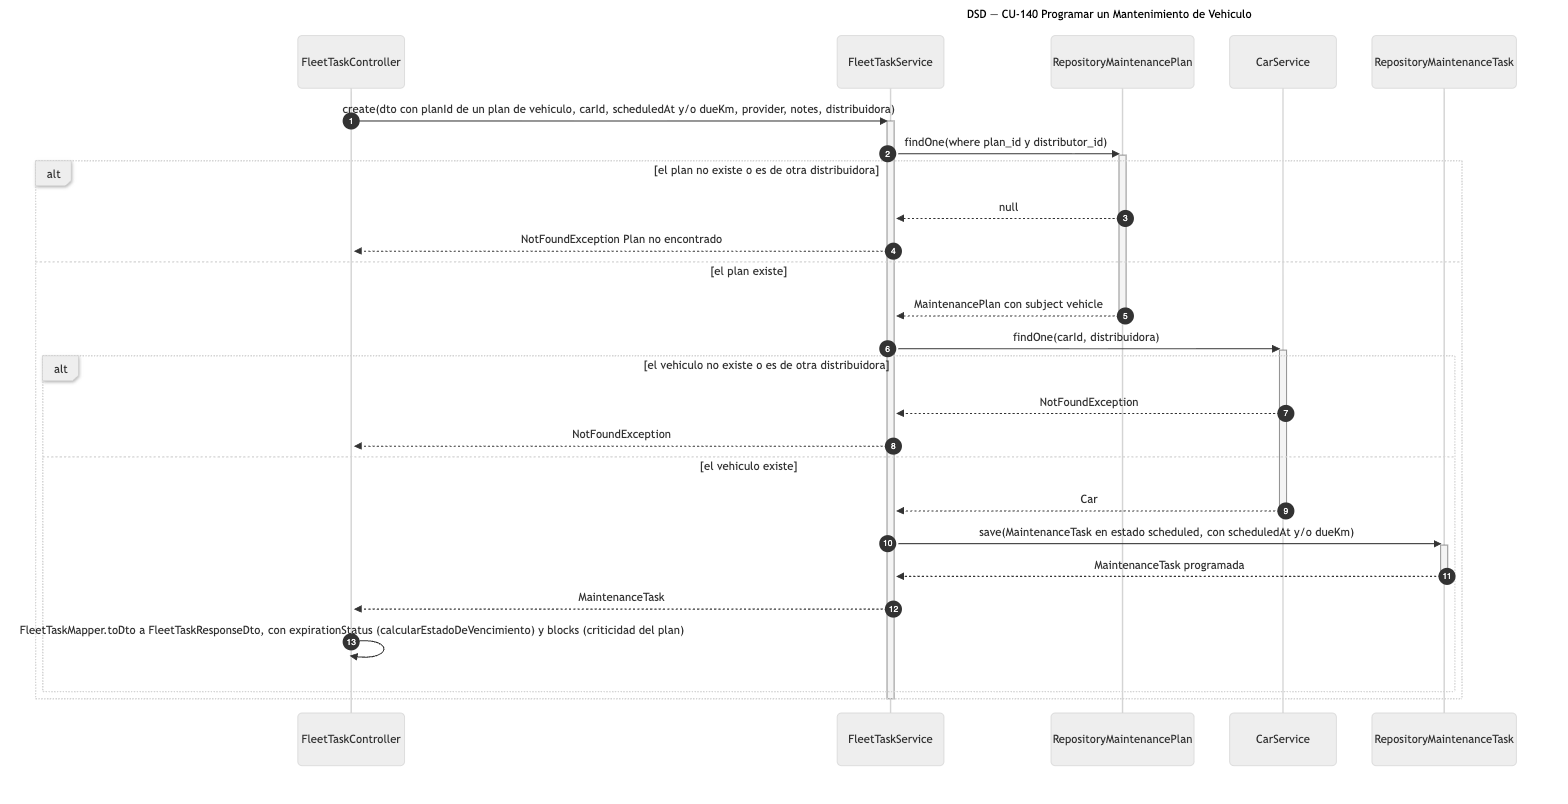 DSD — CU-140 Programar un Mantenimiento de Vehiculo
FleetTaskController
FleetTaskService
RepositoryMaintenancePlan
CarService
RepositoryMaintenanceTask
create(dto con planId de un plan de vehiculo, carId, scheduledAt y/o dueKm, provider, notes, distribuidora)
1
findOne(where plan_id y distributor_id)
2
alt
[el plan no existe o es de otra distribuidora]
null
3
NotFoundException Plan no encontrado
4
[el plan existe]
MaintenancePlan con subject vehicle
5
findOne(carId, distribuidora)
6
alt
[el vehiculo no existe o es de otra distribuidora]
NotFoundException
7
NotFoundException
8
[el vehiculo existe]
Car
9
save(MaintenanceTask en estado scheduled, con scheduledAt y/o dueKm)
10
MaintenanceTask programada
11
MaintenanceTask
12
FleetTaskMapper.toDto a FleetTaskResponseDto, con expirationStatus (calcularEstadoDeVencimiento) y blocks (criticidad del plan)
13
FleetTaskController
FleetTaskService
RepositoryMaintenancePlan
CarService
RepositoryMaintenanceTask